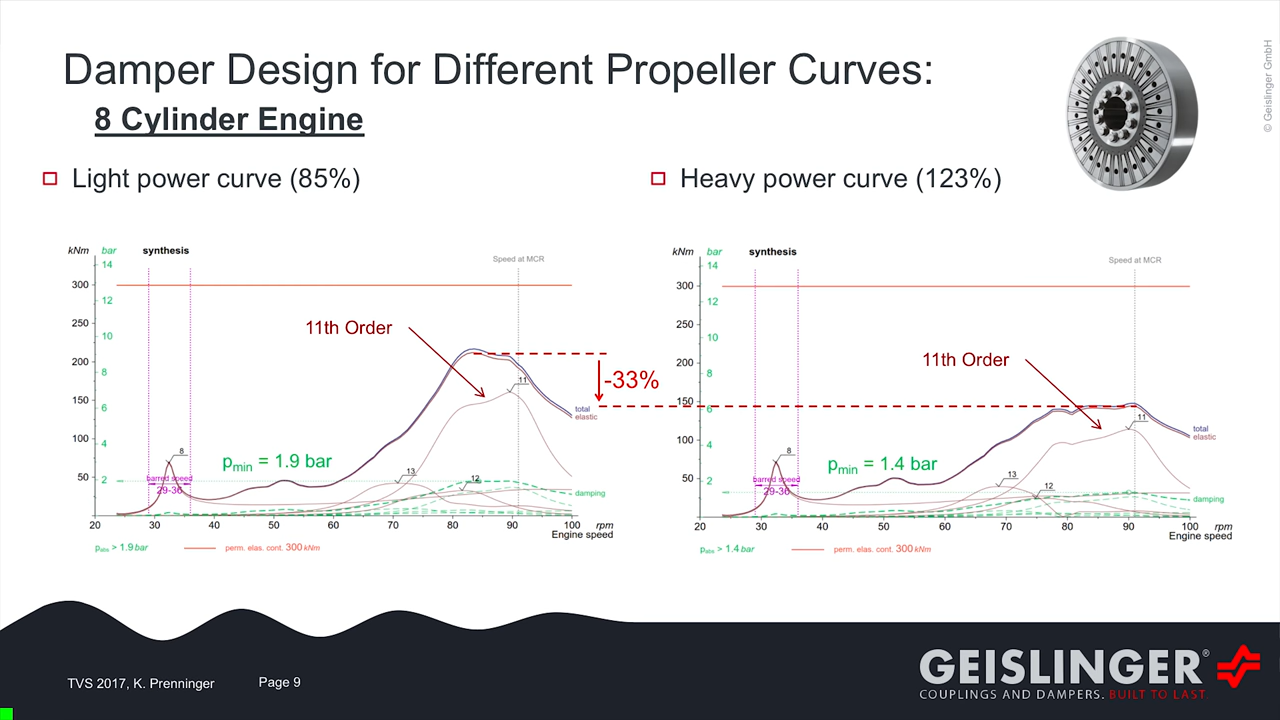 Damper Design for Different Propeller Curves:
8 Cylinder Engine
© Geislinger GmbH
Light power curve (85%)
Heavy power curve (123%)
kNm bar synthesis
Speed at MCR
14
300
12
250
10
200
8
150
6
100
4
50
2
11th Order
-33%
11
total
elastic
8
barred speed
29-36
pmin = 1.9 bar
13
12
damping
20 30 40 50 60 70 80 90 100 rpm
Engine speed
pabs > 1.9 bar perm. elas. cont. 300 kNm
kNm bar synthesis
Speed at MCR
14
300
12
250
10
200
8
150
6
100
4
50
2
11th Order
11
total
elastic
8
barred speed
29-36
pmin = 1.4 bar
13
12
damping
20 30 40 50 60 70 80 90 100 rpm
Engine speed
pabs > 1.4 bar perm. elas. cont. 300 kNm
TVS 2017, K. Prenninger Page 9
GEISLINGER®
COUPLINGS AND DAMPERS. BUILT TO LAST.